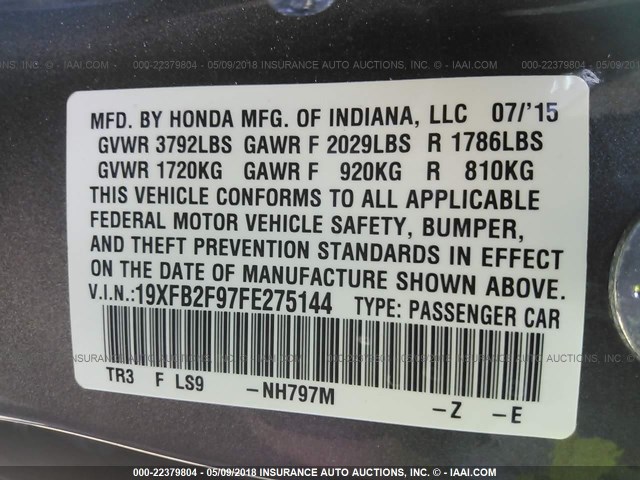 000-22379804 - 05/09/2018 INSURANCE AUTO AUCTIONS, INC. © - IAAI.COM
MFD. BY HONDA MFG. OF INDIANA, LLC 07/'15
GVWR 3792LBS GAWR F 2029LBS R 1786LBS
GVWR 1720KG GAWR F 920KG R 810KG
THIS VEHICLE CONFORMS TO ALL APPLICABLE
FEDERAL MOTOR VEHICLE SAFETY, BUMPER,
AND THEFT PREVENTION STANDARDS IN EFFECT
ON THE DATE OF MANUFACTURE SHOWN ABOVE.
V.I.N.:19XFB2F97FE275144 TYPE: PASSENGER CAR
TR3 F LS9 -NH797M -Z -E
000-22379804 - 05/09/2018 INSURANCE AUTO AUCTIONS, INC. © - IAAI.COM